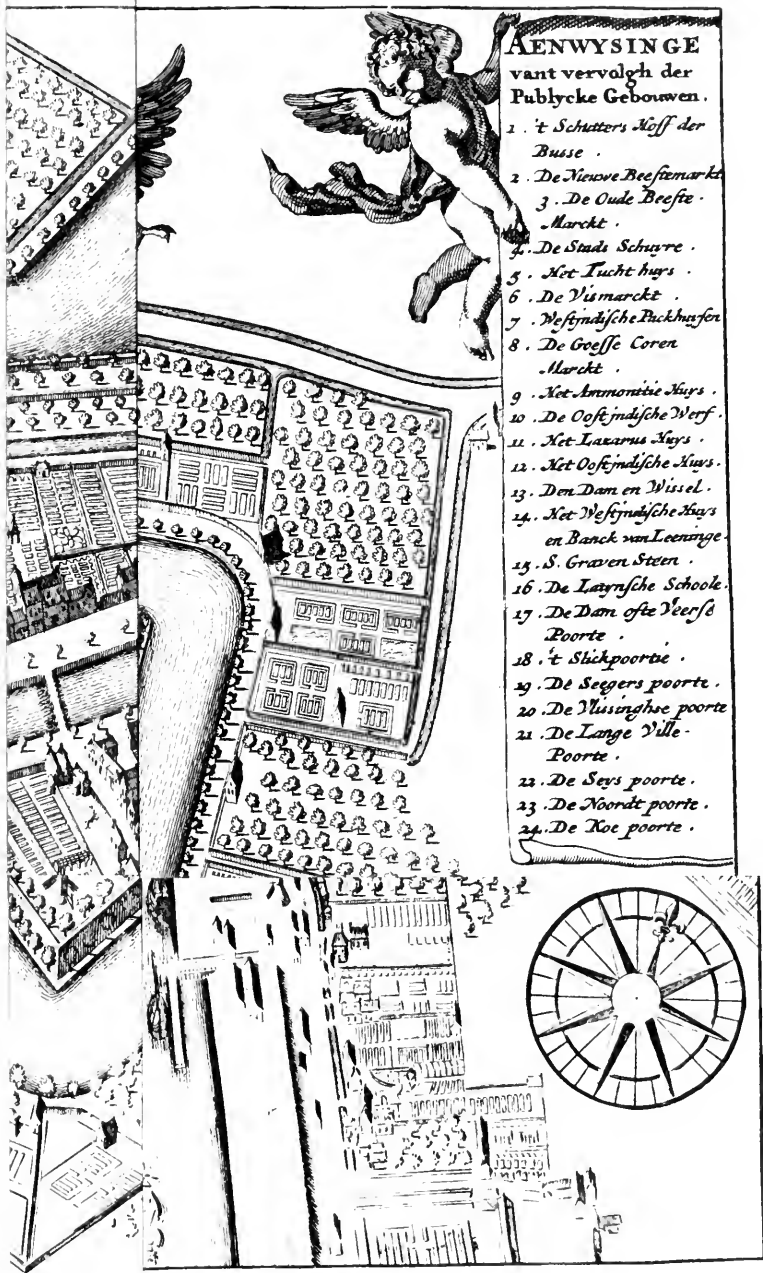 AENWYSINGE
vant vervolgh der
Publycke Gebouwen.
1. 't Schutters Hoff der
Busse.
2. De Nieuwe Beestemarkt
3. De Oude Beeste-
Marckt.
4. De Stads Schuyre.
5. Het Tucht huys.
6. De Vismarckt.
7. Westjndische Packhuysen
8. De Goesse Coren
Marckt.
9. Het Ammonitie Huys.
10. De Oostjndische Werf.
11. Het Lazarus Huys.
12. Het Oostjndische Huys.
13. Den Dam en Wissel.
14. Het Westjndische Huys
en Banck van Leeninge.
15. S. Graven Steen.
16. De Latynsche Schoole.
17. De Dam ofte Veerse
Poorte.
18. 't Slickpoortie.
19. De Seegers poorte.
20. De Vlissinghse poorte
21. De Lange Ville-
Poorte.
22. De Seys poorte.
23. De Noordt poorte.
24. De Koe poorte.